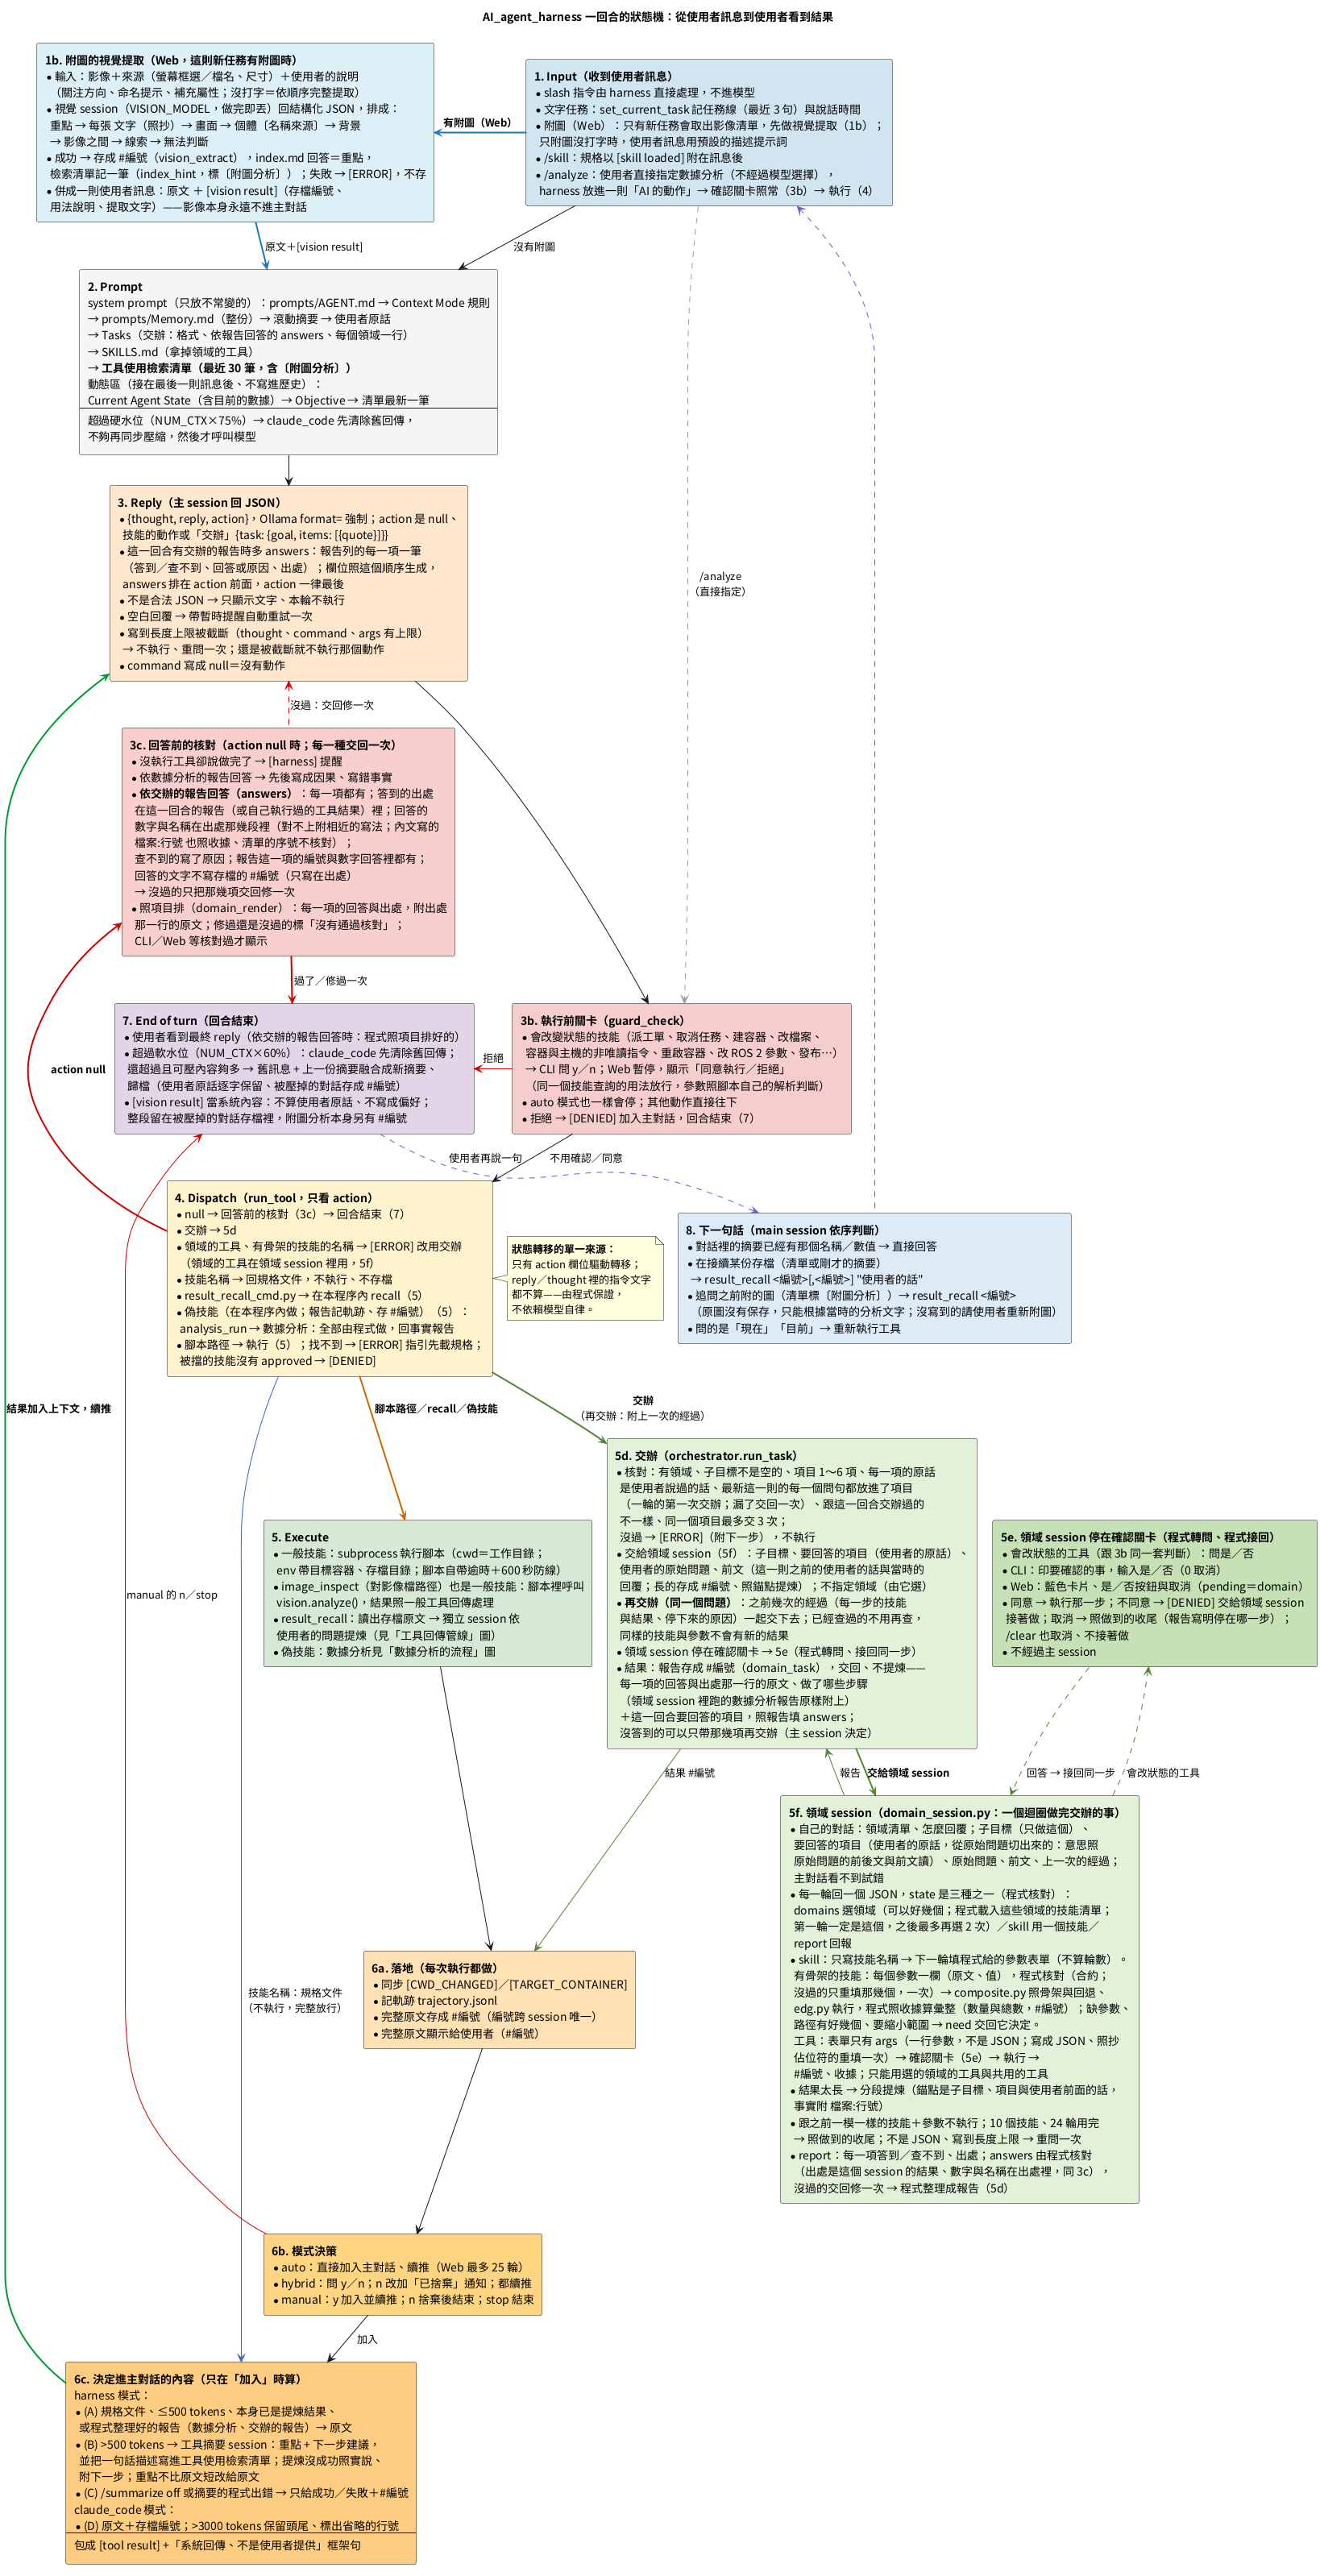 AI_agent_harness 一回合的狀態機：從使用者訊息到使用者看到結果
1b. 附圖的視覺提取（Web，這則新任務有附圖時）
• 輸入：影像＋來源（螢幕框選／檔名、尺寸）＋使用者的說明
（關注方向、命名提示、補充屬性；沒打字＝依順序完整提取）
• 視覺 session（VISION_MODEL，做完即丟）回結構化 JSON，排成：
重點 → 每張 文字（照抄）→ 畫面 → 個體〔名稱來源〕→ 背景
→ 影像之間 → 線索 → 無法判斷
• 成功 → 存成 #編號（vision_extract），index.md 回答＝重點，
檢索清單記一筆（index_hint，標〔附圖分析〕）；失敗 → [ERROR]，不存
• 併成一則使用者訊息：原文 ＋ [vision result]（存檔編號、
用法說明、提取文字）——影像本身永遠不進主對話
有附圖（Web）
1. Input（收到使用者訊息）
• slash 指令由 harness 直接處理，不進模型
• 文字任務：set_current_task 記任務線（最近 3 句）與說話時間
• 附圖（Web）：只有新任務會取出影像清單，先做視覺提取（1b）；
只附圖沒打字時，使用者訊息用預設的描述提示詞
• /skill：規格以 [skill loaded] 附在訊息後
• /analyze：使用者直接指定數據分析（不經過模型選擇），
harness 放進一則「AI 的動作」→ 確認關卡照常（3b）→ 執行（4）
原文＋[vision result]
沒有附圖
2. Prompt
system prompt（只放不常變的）：prompts/AGENT.md → Context Mode 規則
→ prompts/Memory.md（整份）→ 滾動摘要 → 使用者原話
→ Tasks（交辦：格式、依報告回答的 answers、每個領域一行）
→ SKILLS.md（拿掉領域的工具）
→ 工具使用檢索清單（最近 30 筆，含〔附圖分析〕）
動態區（接在最後一則訊息後、不寫進歷史）：
Current Agent State（含目前的數據）→ Objective → 清單最新一筆
超過硬水位（NUM_CTX×75%）→ claude_code 先清除舊回傳，
不夠再同步壓縮，然後才呼叫模型
3. Reply（主 session 回 JSON）
• {thought, reply, action}，Ollama format= 強制；action 是 null、
技能的動作或「交辦」{task: {goal, items: [{quote}]}}
• 這一回合有交辦的報告時多 answers：報告列的每一項一筆
（答到／查不到、回答或原因、出處）；欄位照這個順序生成，
answers 排在 action 前面，action 一律最後
• 不是合法 JSON → 只顯示文字、本輪不執行
• 空白回覆 → 帶暫時提醒自動重試一次
• 寫到長度上限被截斷（thought、command、args 有上限）
→ 不執行、重問一次；還是被截斷就不執行那個動作
• command 寫成 null＝沒有動作
/analyze
（直接指定）
沒過：交回修一次
3c. 回答前的核對（action null 時；每一種交回一次）
• 沒執行工具卻說做完了 → [harness] 提醒
• 依數據分析的報告回答 → 先後寫成因果、寫錯事實
• 依交辦的報告回答（answers）：每一項都有；答到的出處
在這一回合的報告（或自己執行過的工具結果）裡；回答的
數字與名稱在出處那幾段裡（對不上附相近的寫法；內文寫的
檔案:行號 也照收據、清單的序號不核對）；
查不到的寫了原因；報告這一項的編號與數字回答裡都有；
回答的文字不寫存檔的 #編號（只寫在出處）
→ 沒過的只把那幾項交回修一次
• 照項目排（domain_render）：每一項的回答與出處，附出處
那一行的原文；修過還是沒過的標「沒有通過核對」；
CLI／Web 等核對過才顯示
過了／修過一次
7. End of turn（回合結束）
• 使用者看到最終 reply（依交辦的報告回答時：程式照項目排好的）
• 超過軟水位（NUM_CTX×60%）：claude_code 先清除舊回傳；
還超過且可壓內容夠多 → 舊訊息 + 上一份摘要融合成新摘要、
歸檔（使用者原話逐字保留、被壓掉的對話存成 #編號）
• [vision result] 當系統內容：不算使用者原話、不寫成偏好；
整段留在被壓掉的對話存檔裡，附圖分析本身另有 #編號
拒絕
3b. 執行前關卡（guard_check）
• 會改變狀態的技能（派工單、取消任務、建容器、改檔案、
容器與主機的非唯讀指令、重啟容器、改 ROS 2 參數、發布⋯）
→ CLI 問 y／n；Web 暫停，顯示「同意執行／拒絕」
（同一個技能查詢的用法放行，參數照腳本自己的解析判斷）
• auto 模式也一樣會停；其他動作直接往下
• 拒絕 → [DENIED] 加入主對話，回合結束（7）
action null
使用者再說一句
不用確認／同意
4. Dispatch（run_tool，只看 action）
• null → 回答前的核對（3c）→ 回合結束（7）
• 交辦 → 5d
• 領域的工具、有骨架的技能的名稱 → [ERROR] 改用交辦
（領域的工具在領域 session 裡用，5f）
• 技能名稱 → 回規格文件，不執行、不存檔
• result_recall_cmd.py → 在本程序內 recall（5）
• 偽技能（在本程序內做；報告記軌跡、存 #編號）（5）：
analysis_run → 數據分析：全部由程式做，回事實報告
• 腳本路徑 → 執行（5）；找不到 → [ERROR] 指引先載規格；
被擋的技能沒有 approved → [DENIED]
狀態轉移的單一來源：
只有 action 欄位驅動轉移；
reply／thought 裡的指令文字
都不算——由程式保證，
不依賴模型自律。
8. 下一句話（main session 依序判斷）
• 對話裡的摘要已經有那個名稱／數值 → 直接回答
• 在接續某份存檔（清單或剛才的摘要）
→ result_recall <編號>[,<編號>] "使用者的話"
• 追問之前附的圖（清單標〔附圖分析〕）→ result_recall <編號>
（原圖沒有保存，只能根據當時的分析文字；沒寫到的請使用者重新附圖）
• 問的是「現在」「目前」→ 重新執行工具
結果加入上下文，續推
腳本路徑／recall／偽技能
交辦
（再交辦：附上一次的經過）
5d. 交辦（orchestrator.run_task）
• 核對：有領域、子目標不是空的、項目 1～6 項、每一項的原話
是使用者說過的話、最新這一則的每一個問句都放進了項目
（一輪的第一次交辦；漏了交回一次）、跟這一回合交辦過的
不一樣、同一個項目最多交 3 次；
沒過 → [ERROR]（附下一步），不執行
• 交給領域 session（5f）：子目標、要回答的項目（使用者的原話）、
使用者的原始問題、前文（這一則之前的使用者的話與當時的
回覆；長的存成 #編號、照錨點提煉）；不指定領域（由它選）
• 再交辦（同一個問題）：之前幾次的經過（每一步的技能
與結果、停下來的原因）一起交下去；已經查過的不用再查，
同樣的技能與參數不會有新的結果
• 領域 session 停在確認關卡 → 5e（程式轉問、接回同一步）
• 結果：報告存成 #編號（domain_task），交回、不提煉——
每一項的回答與出處那一行的原文、做了哪些步驟
（領域 session 裡跑的數據分析報告原樣附上）
＋這一回合要回答的項目，照報告填 answers；
沒答到的可以只帶那幾項再交辦（主 session 決定）
5. Execute
• 一般技能：subprocess 執行腳本（cwd＝工作目錄；
env 帶目標容器、存檔目錄；腳本自帶逾時＋600 秒防線）
• image_inspect（對影像檔路徑）也是一般技能：腳本裡呼叫
vision.analyze()，結果照一般工具回傳處理
• result_recall：讀出存檔原文 → 獨立 session 依
使用者的問題提煉（見「工具回傳管線」圖）
• 偽技能：數據分析見「數據分析的流程」圖
5e. 領域 session 停在確認關卡（程式轉問、程式接回）
• 會改狀態的工具（跟 3b 同一套判斷）：問是／否
• CLI：印要確認的事，輸入是／否（0 取消）
• Web：藍色卡片、是／否按鈕與取消（pending＝domain）
• 同意 → 執行那一步；不同意 → [DENIED] 交給領域 session
接著做；取消 → 照做到的收尾（報告寫明停在哪一步）；
/clear 也取消、不接著做
• 不經過主 session
manual 的 n／stop
結果 #編號
報告
交給領域 session
回答 → 接回同一步
會改狀態的工具
5f. 領域 session（domain_session.py：一個迴圈做完交辦的事）
• 自己的對話：領域清單、怎麼回覆；子目標（只做這個）、
要回答的項目（使用者的原話，從原始問題切出來的：意思照
原始問題的前後文與前文讀）、原始問題、前文、上一次的經過；
主對話看不到試錯
• 每一輪回一個 JSON，state 是三種之一（程式核對）：
domains 選領域（可以好幾個；程式載入這些領域的技能清單；
第一輪一定是這個，之後最多再選 2 次）／skill 用一個技能／
report 回報
• skill：只寫技能名稱 → 下一輪填程式給的參數表單（不算輪數）。
有骨架的技能：每個參數一欄（原文、值），程式核對（合約；
沒過的只重填那幾個，一次）→ composite.py 照骨架與回退、
edg.py 執行，程式照收據算彙整（數量與總數，#編號）；缺參數、
路徑有好幾個、要縮小範圍 → need 交回它決定。
工具：表單只有 args（一行參數，不是 JSON；寫成 JSON、照抄
佔位符的重填一次）→ 確認關卡（5e）→ 執行 →
#編號、收據；只能用選的領域的工具與共用的工具
• 結果太長 → 分段提煉（錨點是子目標、項目與使用者前面的話，
事實附 檔案:行號）
• 跟之前一模一樣的技能＋參數不執行；10 個技能、24 輪用完
→ 照做到的收尾；不是 JSON、寫到長度上限 → 重問一次
• report：每一項答到／查不到、出處；answers 由程式核對
（出處是這個 session 的結果、數字與名稱在出處裡，同 3c），
沒過的交回修一次 → 程式整理成報告（5d）
6a. 落地（每次執行都做）
• 同步 [CWD_CHANGED]／[TARGET_CONTAINER]
• 記軌跡 trajectory.jsonl
• 完整原文存成 #編號（編號跨 session 唯一）
• 完整原文顯示給使用者（#編號）
技能名稱：規格文件
（不執行，完整放行）
6b. 模式決策
• auto：直接加入主對話、續推（Web 最多 25 輪）
• hybrid：問 y／n；n 改加「已捨棄」通知；都續推
• manual：y 加入並續推；n 捨棄後結束；stop 結束
加入
6c. 決定進主對話的內容（只在「加入」時算）
harness 模式：
• (A) 規格文件、≤500 tokens、本身已是提煉結果、
或程式整理好的報告（數據分析、交辦的報告）→ 原文
• (B) >500 tokens → 工具摘要 session：重點 + 下一步建議，
並把一句話描述寫進工具使用檢索清單；提煉沒成功照實說、
附下一步；重點不比原文短改給原文
• (C) /summarize off 或摘要的程式出錯 → 只給成功／失敗＋#編號
claude_code 模式：
• (D) 原文＋存檔編號；>3000 tokens 保留頭尾、標出省略的行號
包成 [tool result] +「系統回傳、不是使用者提供」框架句